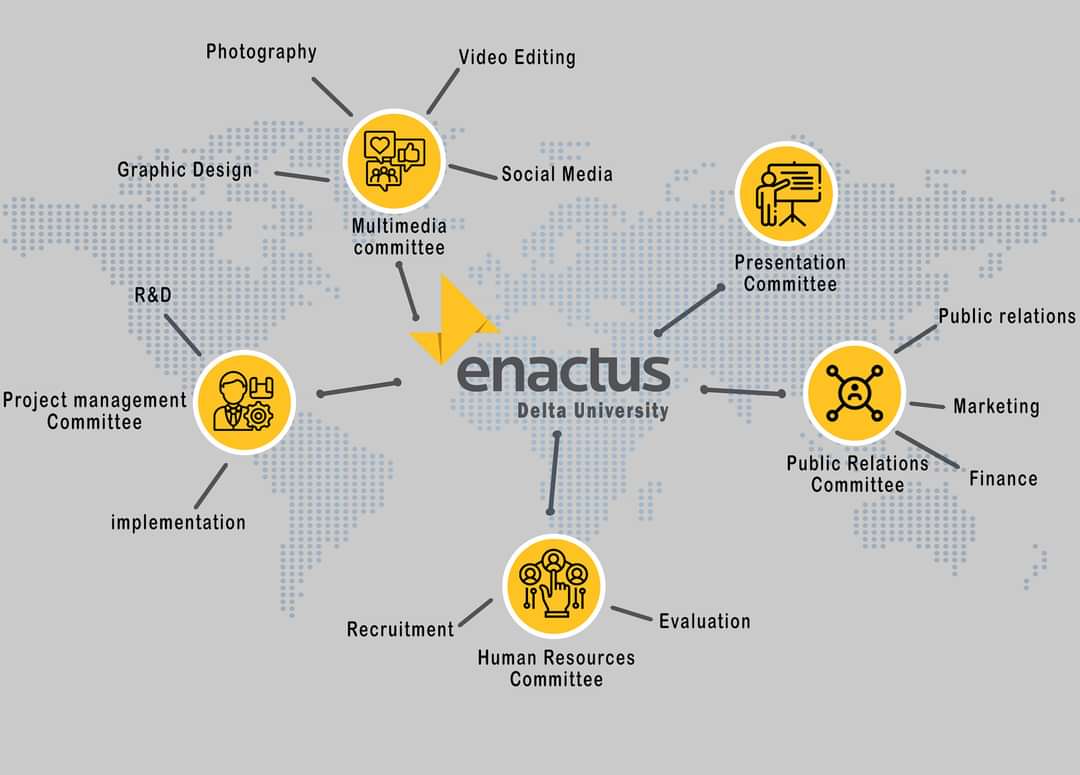 Photography
Video Editing
Graphic Design
Social Media
Multimedia
committee
Presentation
Committee
R&D
Project management
Committee
implementation
enactus
Delta University
Public relations
Marketing
Finance
Public Relations
Committee
Recruitment
Evaluation
Human Resources
Committee